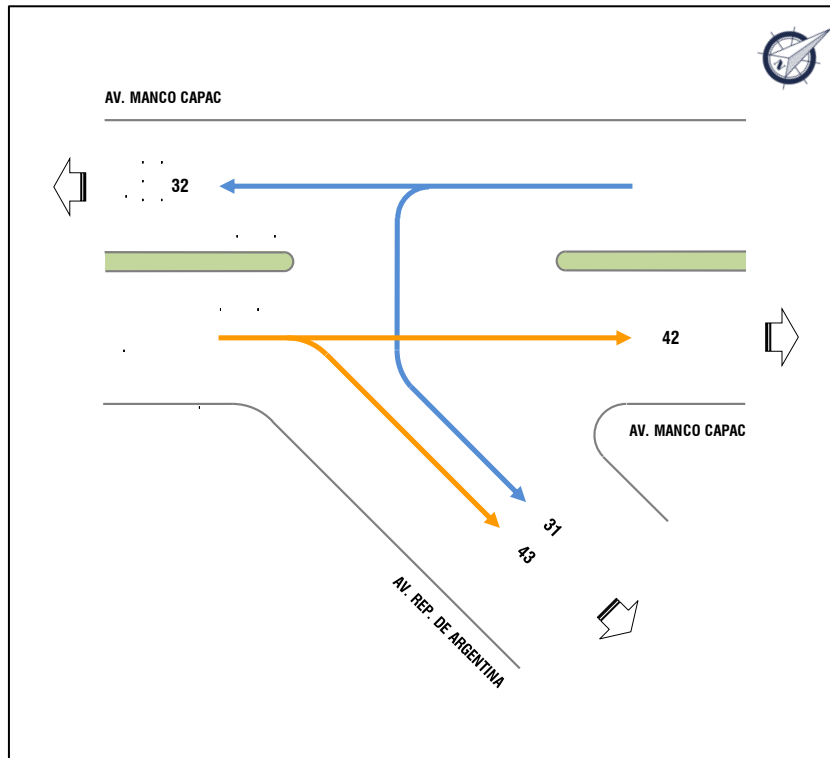 AV. MANCO CAPAC
32
42
AV. MANCO CAPAC
31
43
AV. REP. DE ARGENTINA
N